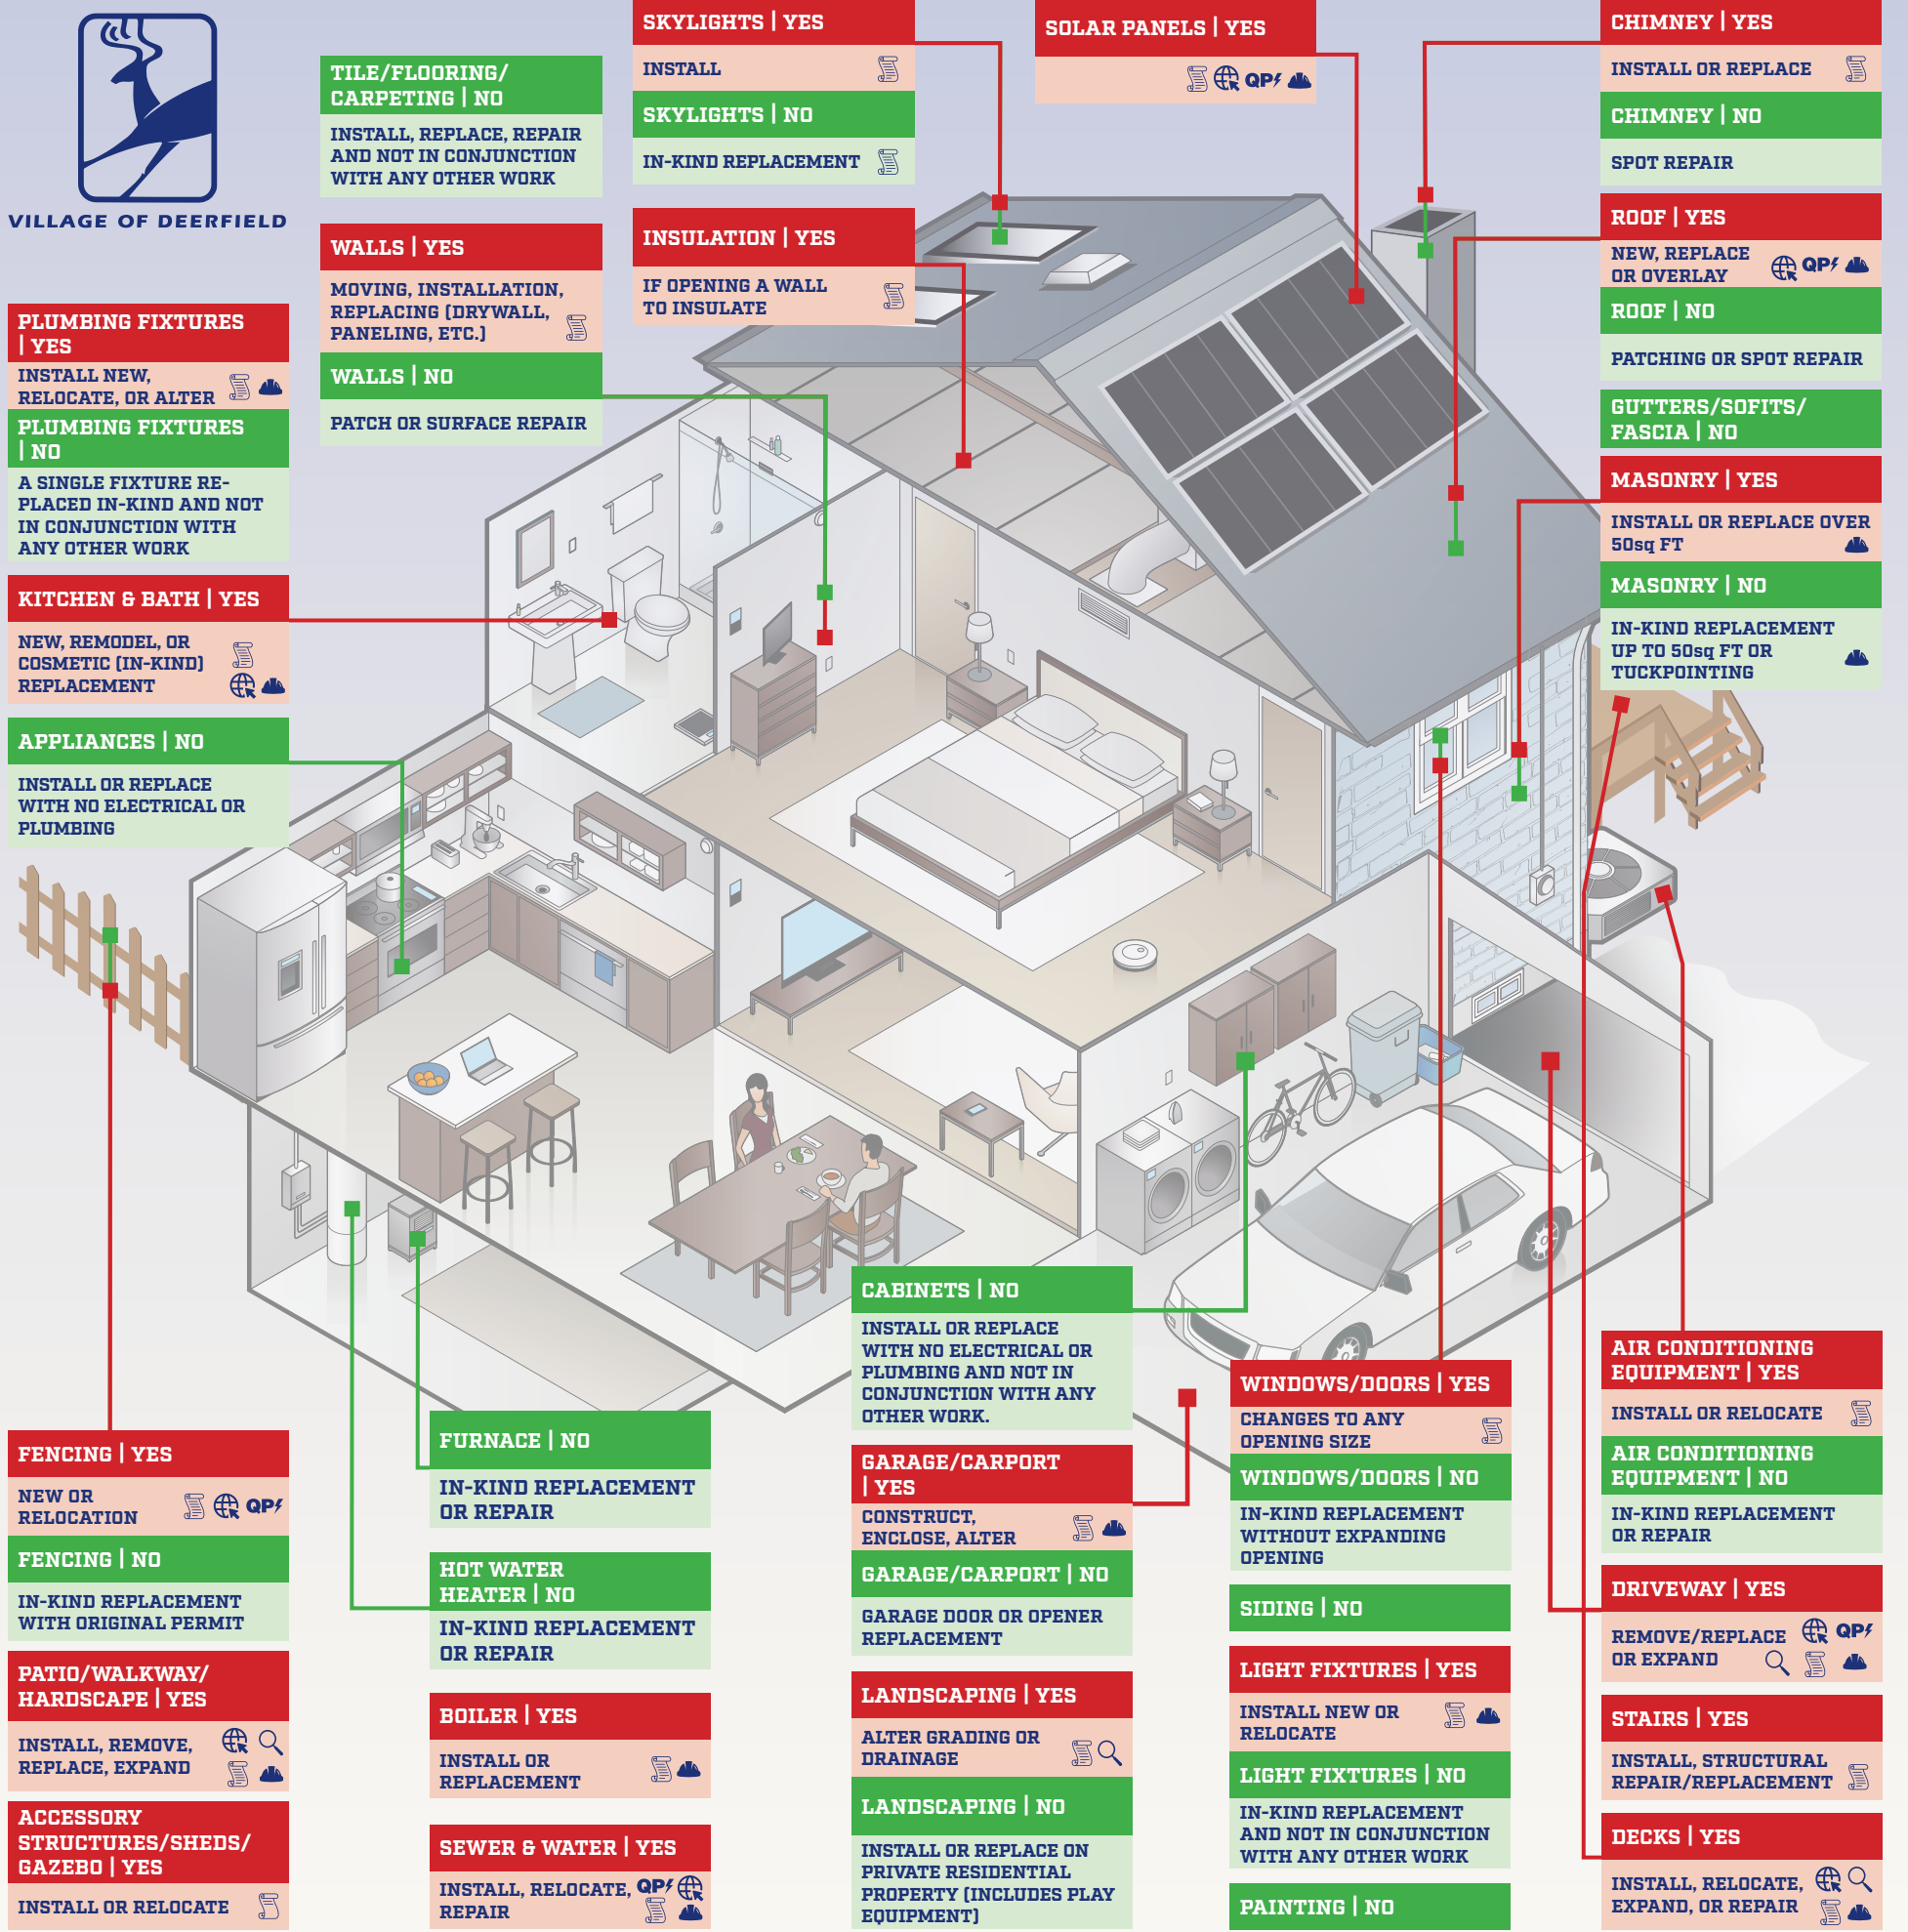 VILLAGE OF DEERFIELD
PLUMBING FIXTURES
| YES
INSTALL NEW,
RELOCATE, OR ALTER
PLUMBING FIXTURES
| NO
A SINGLE FIXTURE RE-
PLACED IN-KIND AND NOT
IN CONJUNCTION WITH
ANY OTHER WORK
KITCHEN & BATH | YES
NEW, REMODEL, OR
COSMETIC (IN-KIND)
REPLACEMENT
APPLIANCES | NO
INSTALL OR REPLACE
WITH NO ELECTRICAL OR
PLUMBING
TILE/FLOORING/
CARPETING | NO
INSTALL, REPLACE, REPAIR
AND NOT IN CONJUNCTION
WITH ANY OTHER WORK
WALLS | YES
MOVING, INSTALLATION,
REPLACING (DRYWALL,
PANELING, ETC.)
WALLS | NO
PATCH OR SURFACE REPAIR
SKYLIGHTS | YES
INSTALL
SKYLIGHTS | NO
IN-KIND REPLACEMENT
INSULATION | YES
IF OPENING A WALL
TO INSULATE
SOLAR PANELS | YES
QP
CHIMNEY | YES
INSTALL OR REPLACE
CHIMNEY | NO
SPOT REPAIR
ROOF | YES
NEW, REPLACE
OR OVERLAY QP
ROOF | NO
PATCHING OR SPOT REPAIR
GUTTERS/SOFITS/
FASCIA | NO
MASONRY | YES
INSTALL OR REPLACE OVER
50sq FT
MASONRY | NO
IN-KIND REPLACEMENT
UP TO 50sq FT OR
TUCKPOINTING
FENCING | YES
NEW OR
RELOCATION QP
FENCING | NO
IN-KIND REPLACEMENT
WITH ORIGINAL PERMIT
PATIO/WALKWAY/
HARDSCAPE | YES
INSTALL, REMOVE,
REPLACE, EXPAND
ACCESSORY
STRUCTURES/SHEDS/
GAZEBO | YES
INSTALL OR RELOCATE
FURNACE | NO
IN-KIND REPLACEMENT
OR REPAIR
HOT WATER
HEATER | NO
IN-KIND REPLACEMENT
OR REPAIR
BOILER | YES
INSTALL OR
REPLACEMENT
SEWER & WATER | YES
INSTALL, RELOCATE, QP
REPAIR
CABINETS | NO
INSTALL OR REPLACE
WITH NO ELECTRICAL OR
PLUMBING AND NOT IN
CONJUNCTION WITH ANY
OTHER WORK.
GARAGE/CARPORT
| YES
CONSTRUCT,
ENCLOSE, ALTER
GARAGE/CARPORT | NO
GARAGE DOOR OR OPENER
REPLACEMENT
LANDSCAPING | YES
ALTER GRADING OR
DRAINAGE
LANDSCAPING | NO
INSTALL OR REPLACE ON
PRIVATE RESIDENTIAL
PROPERTY (INCLUDES PLAY
EQUIPMENT)
WINDOWS/DOORS | YES
CHANGES TO ANY
OPENING SIZE
WINDOWS/DOORS | NO
IN-KIND REPLACEMENT
WITHOUT EXPANDING
OPENING
SIDING | NO
LIGHT FIXTURES | YES
INSTALL NEW OR
RELOCATE
LIGHT FIXTURES | NO
IN-KIND REPLACEMENT
AND NOT IN CONJUNCTION
WITH ANY OTHER WORK
PAINTING | NO
AIR CONDITIONING
EQUIPMENT | YES
INSTALL OR RELOCATE
AIR CONDITIONING
EQUIPMENT | NO
IN-KIND REPLACEMENT
OR REPAIR
DRIVEWAY | YES
REMOVE/REPLACE QP
OR EXPAND
STAIRS | YES
INSTALL, STRUCTURAL
REPAIR/REPLACEMENT
DECKS | YES
INSTALL, RELOCATE,
EXPAND, OR REPAIR